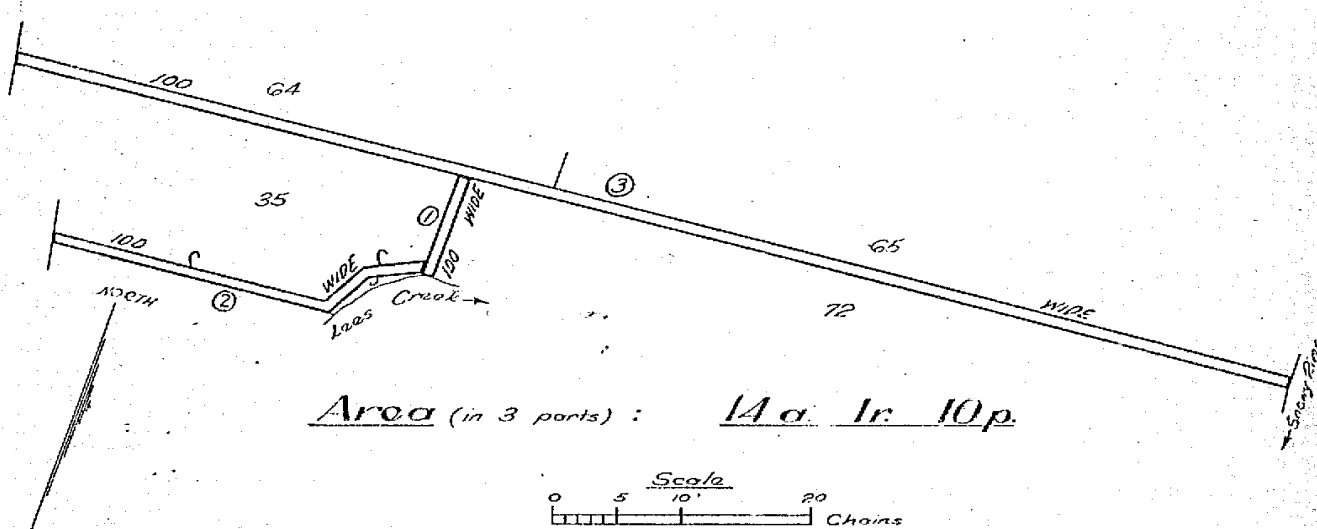 100
64
③
35
①
WIDE
100
65
100
WIDE
②
NORTH
Lees Creek
72
WIDE
Area (in 3 parts) : 14 a. 1r. 10 p.
Scale
0 5 10 20
Chains